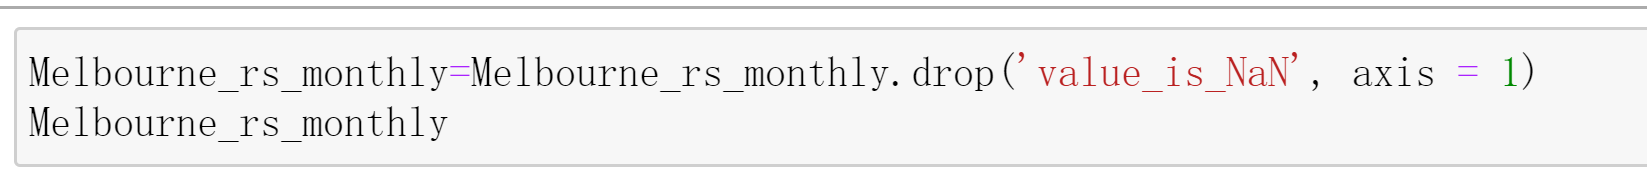 Melbourne_rs_monthly=Melbourne_rs_monthly.drop('value_is_NaN', axis = 1)
Melbourne_rs_monthly